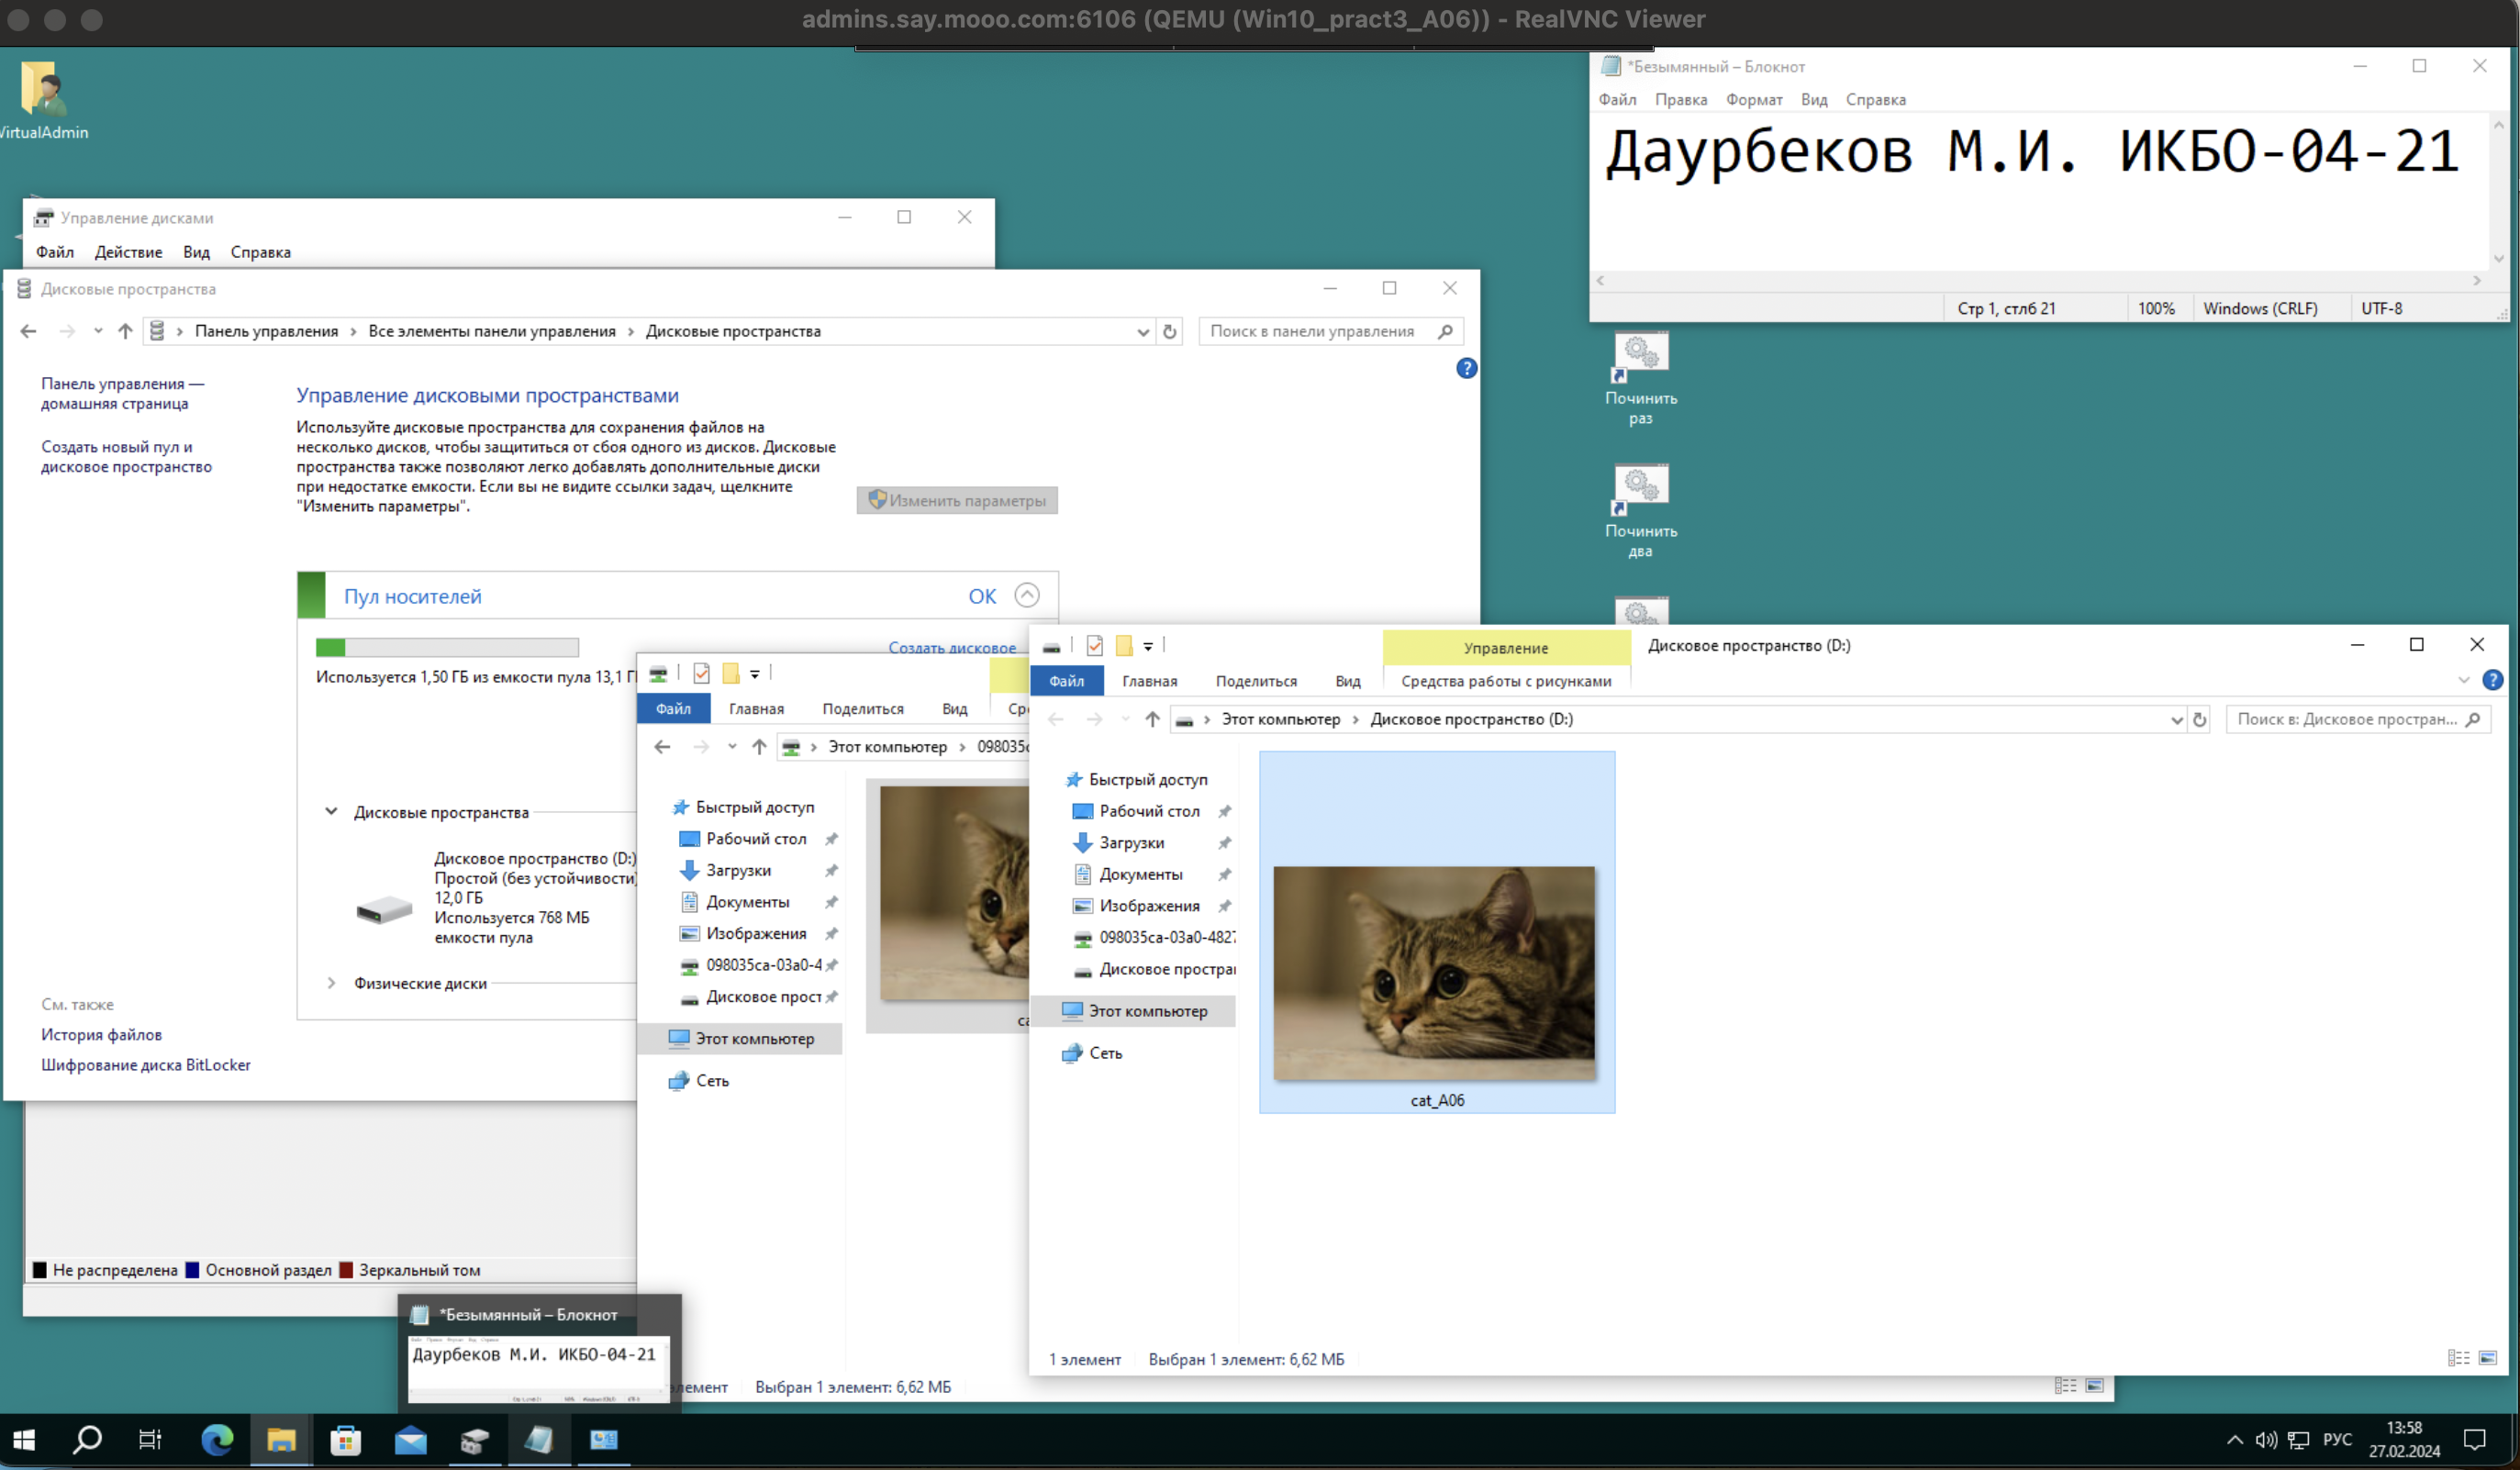 admins.say.mooo.com:6106 (QEMU (Win10_pract3_A06)) - RealVNC Viewer
VirtualAdmin
*Безымянный – Блокнот
Файл Правка Формат Вид Справка
Даурбеков М.И. ИКБО-04-21
Стр 1, стлб 21 100% Windows (CRLF) UTF-8
Управление дисками
Файл Действие Вид Справка
Дисковые пространства
Панель управления › Все элементы панели управления › Дисковые пространства
Поиск в панели управления
Панель управления —
домашняя страница
Создать новый пул и
дисковое пространство
Управление дисковыми пространствами
Используйте дисковые пространства для сохранения файлов на
несколько дисков, чтобы защититься от сбоя одного из дисков. Дисковые
пространства также позволяют легко добавлять дополнительные диски
при недостатке емкости. Если вы не видите ссылки задач, щелкните
"Изменить параметры".
Изменить параметры
Пул носителей
ОК
Создать дисковое
Используется 1,50 ГБ из емкости пула 13,1 Г
Дисковые пространства
Дисковое пространство (D:)
Простой (без устойчивости)
12,0 ГБ
Используется 768 МБ
емкости пула
Физические диски
См. также
История файлов
Шифрование диска BitLocker
Починить
раз
Починить
два
Файл Главная Поделиться Вид Ср
Этот компьютер › 098035c
Быстрый доступ
Рабочий стол
Загрузки
Документы
Изображения
098035ca-03a0-4
Дисковое прост
Этот компьютер
Сеть
ca
элемент Выбран 1 элемент: 6,62 МБ
Управление
Дисковое пространство (D:)
Файл Главная Поделиться Вид Средства работы с рисунками
Этот компьютер › Дисковое пространство (D:)
Поиск в: Дисковое простран...
Быстрый доступ
Рабочий стол
Загрузки
Документы
Изображения
098035ca-03a0-4827
Дисковое простра
Этот компьютер
Сеть
cat_A06
1 элемент Выбран 1 элемент: 6,62 МБ
Не распределена Основной раздел Зеркальный том
*Безымянный – Блокнот
Даурбеков М.И. ИКБО-04-21
РУС
13:58
27.02.2024